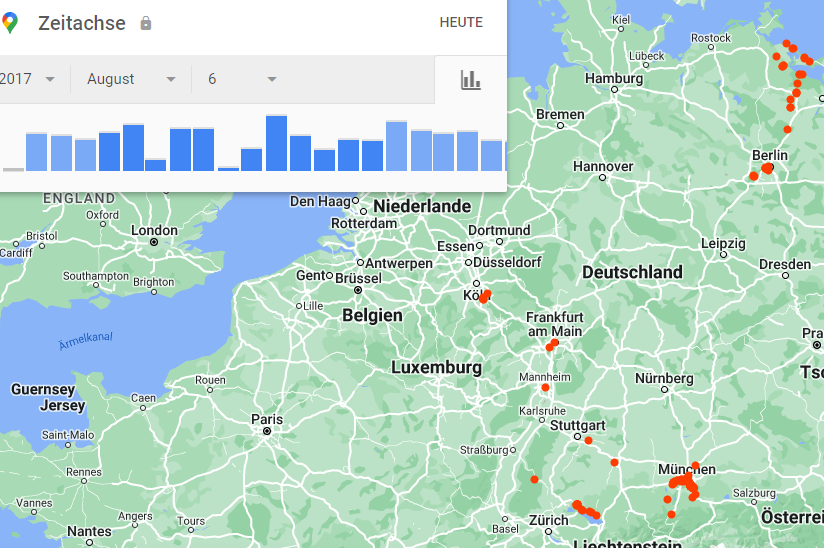 Zeitachse
HEUTE
2017
August
6
Kiel
Rostock
Lübeck
Hamburg
Bremen
Berlin
Hannover
ENGLAND
Oxford
Bristol
London
Cardiff
Southampton
Brighton
Den Haag
Niederlande
Rotterdam
Dortmund
Essen
Leipzig
Antwerpen
Düsseldorf
Deutschland
Dresden
Gent
Brüssel
Köln
Lille
Belgien
Frankfurt
am Main
Ärmelkanal
Pra
Luxemburg
Mannheim
Nürnberg
Tsc
Guernsey
Jersey
Rouen
Caen
Karlsruhe
Paris
Stuttgart
Saint-Malo
Straßburg
München
Rennes
Salzburg
Vannes
Angers
Tours
Basel
Zürich
Österrei
Nantes
Liechtenstein